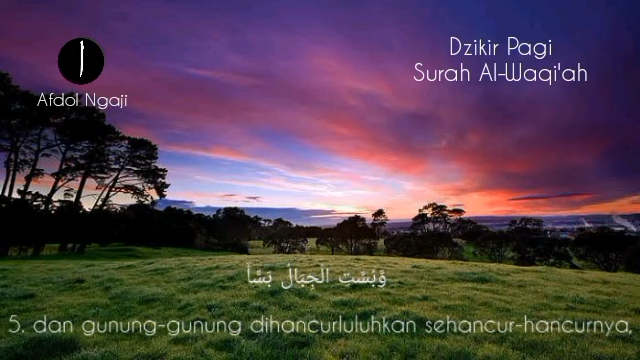 Dzikir Pagi
Surah Al-Waqi'ah
Afdol Ngaji
وَّبُسَّتِ الْجِبَالُ بَسًّاۙ
5. dan gunung-gunung dihancurluluhkan sehancur-hancurnya,